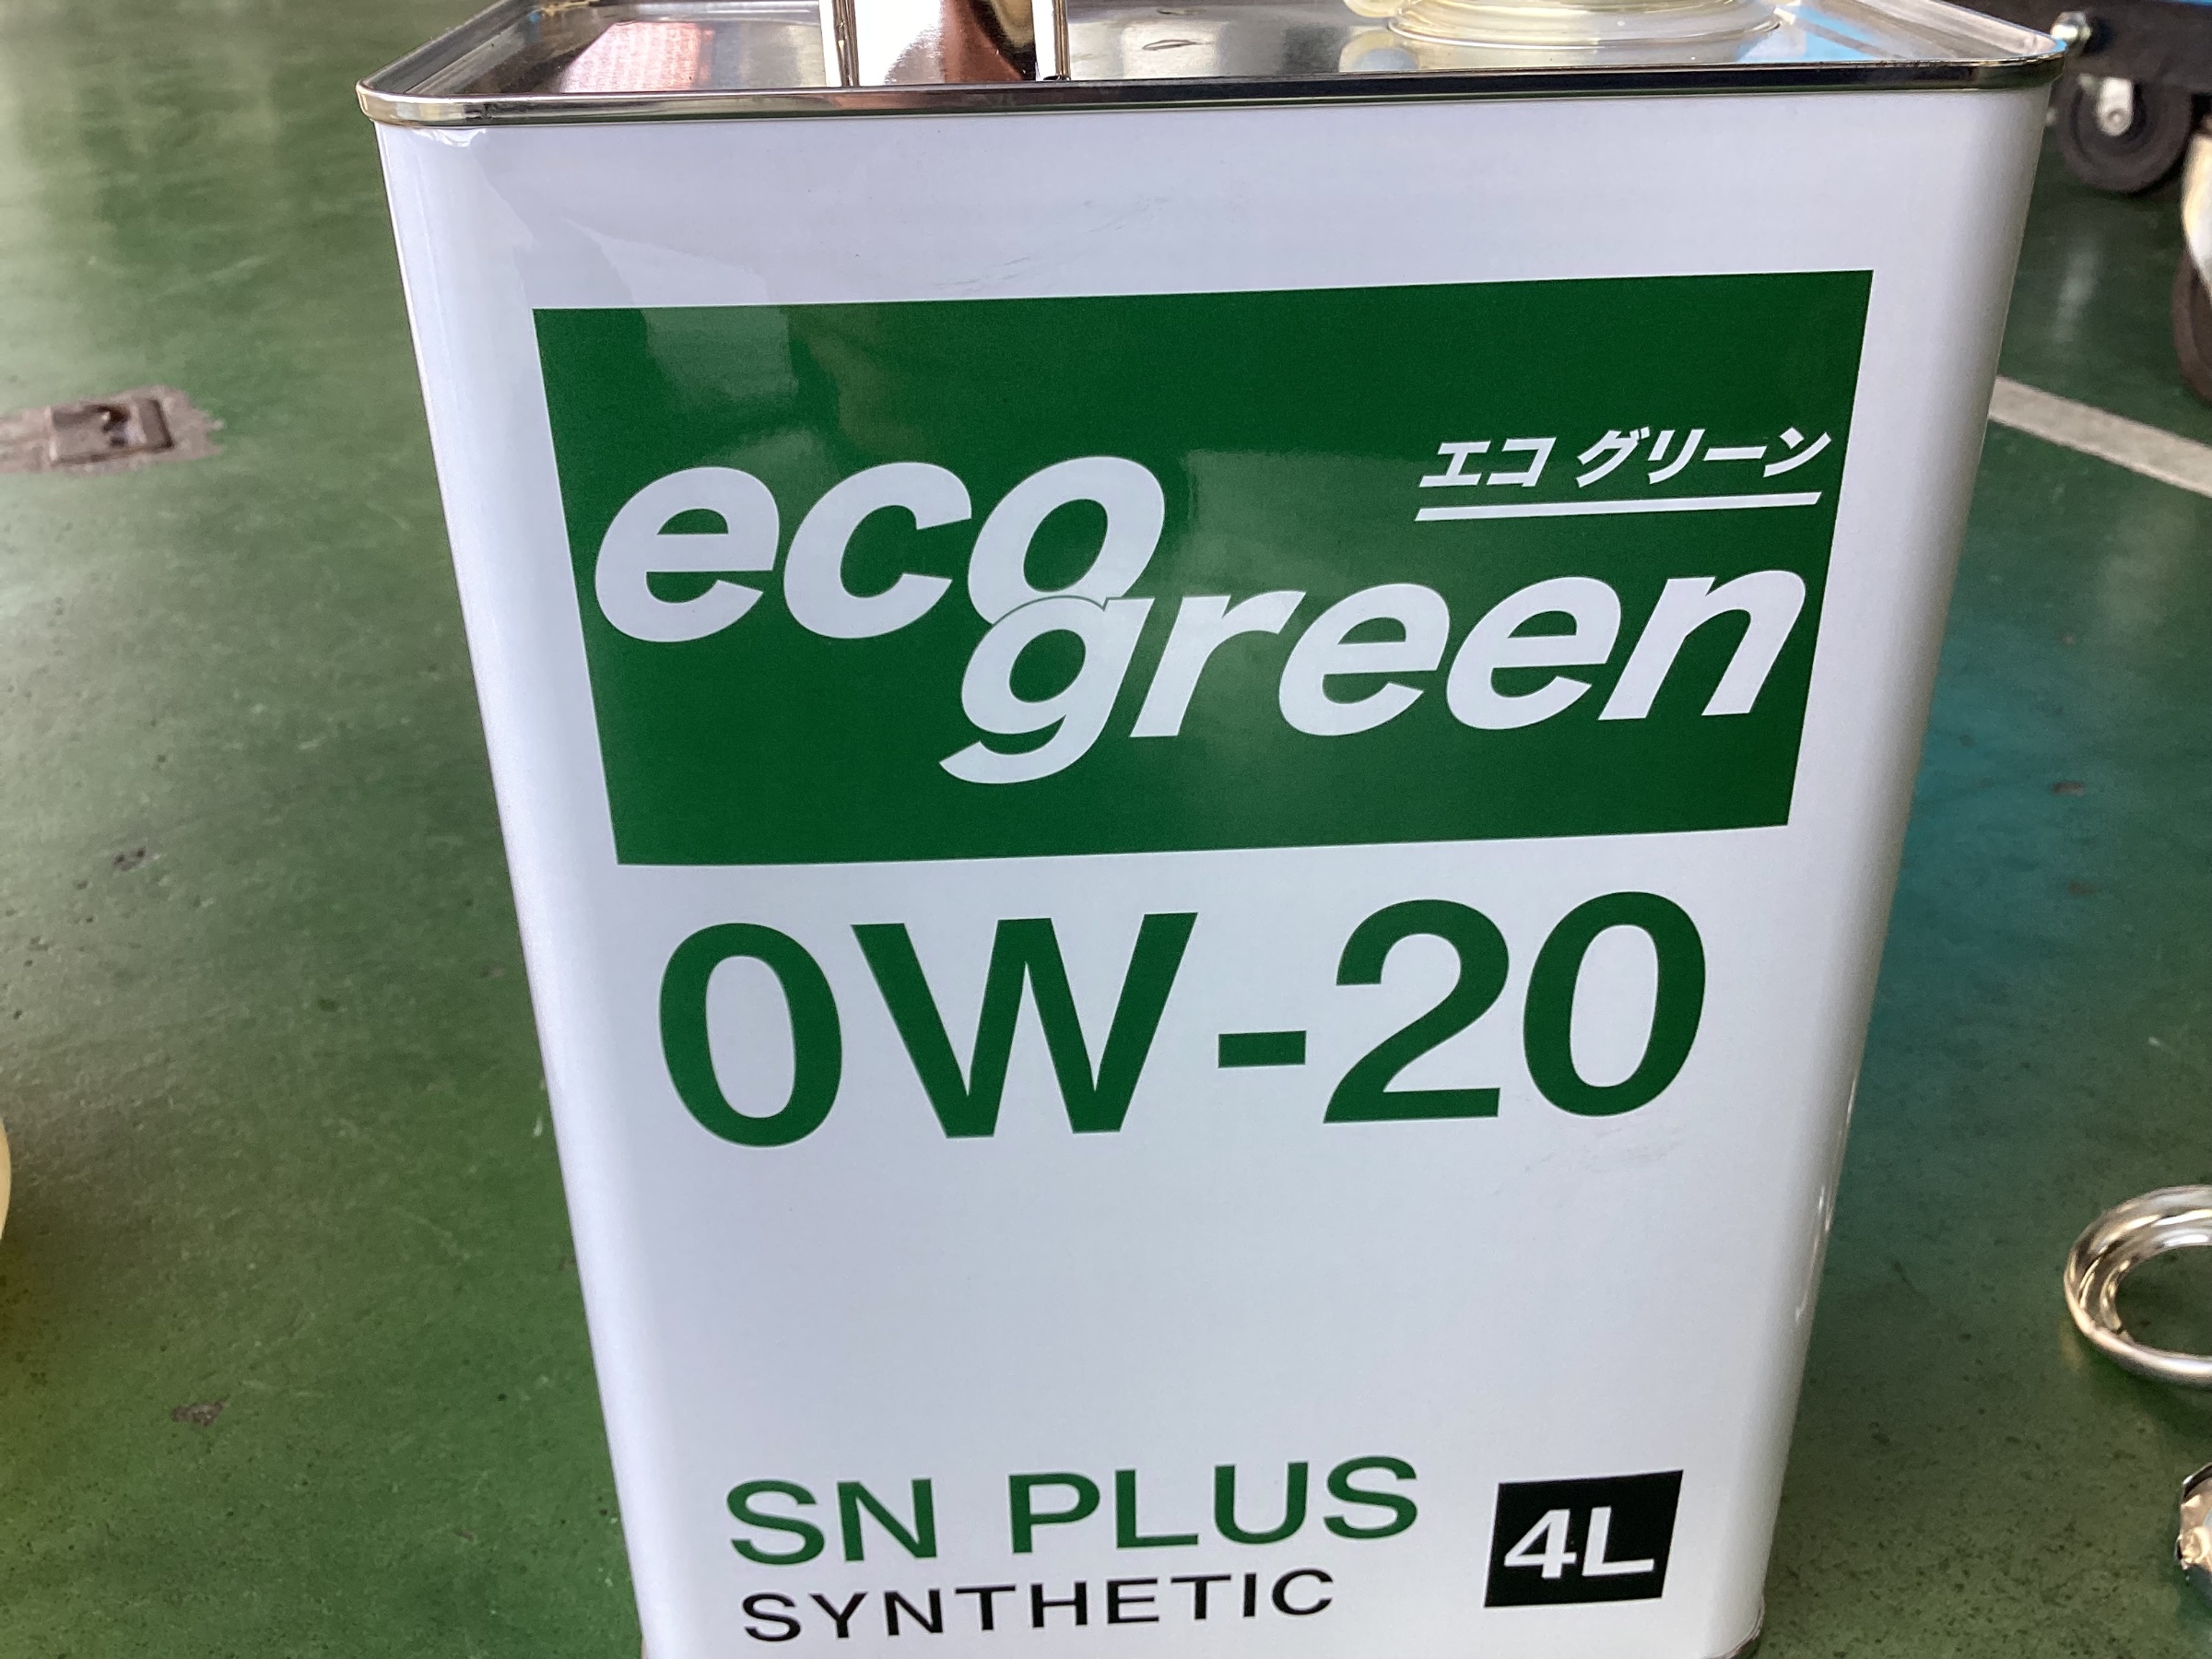 エコ グリーン
eco
green
0W-20
SN PLUS
SYNTHETIC
4L